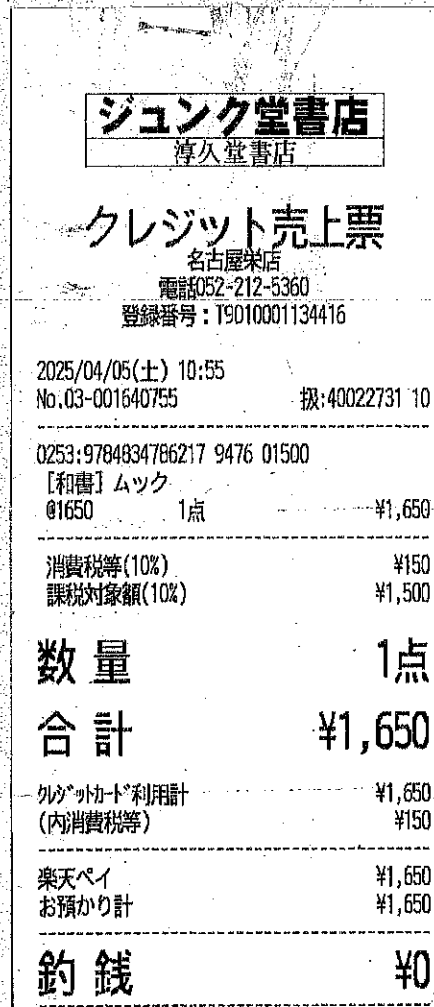 ジュンク堂書店
淳久堂書店
クレジット売上票
名古屋栄店
電話052-212-5360
登録番号：T9010001134416
2025/04/05(土) 10:55
No.03-001640755 扱:40022731 10
0253:9784834786217 9476 01500
[和書] ムック
@1650 1点 ¥1,650
消費税等(10%) ¥150
課税対象額(10%) ¥1,500
数 量 1点
合 計 ¥1,650
ｸﾚｼﾞｯﾄｶｰﾄﾞ利用計 ¥1,650
(内消費税等) ¥150
楽天ペイ ¥1,650
お預かり計 ¥1,650
釣 銭 ¥0